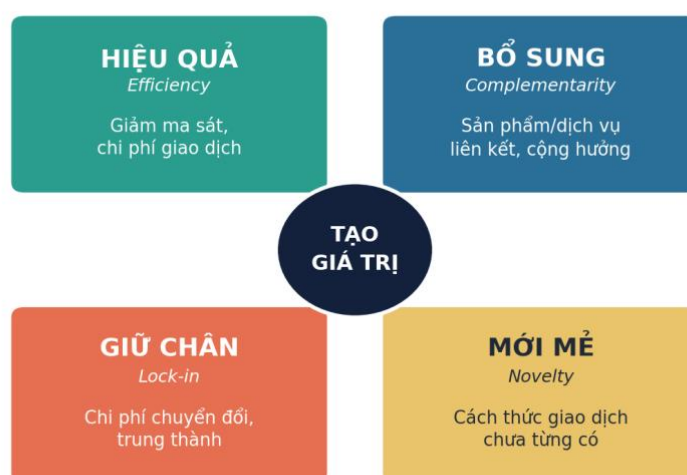 HIỆU QUẢ
Efficiency
Giảm ma sát,
chi phí giao dịch
BỔ SUNG
Complementarity
Sản phẩm/dịch vụ
liên kết, cộng hưởng
TẠO
GIÁ TRỊ
GIỮ CHÂN
Lock-in
Chi phí chuyển đổi,
trung thành
MỚI MẺ
Novelty
Cách thức giao dịch
chưa từng có